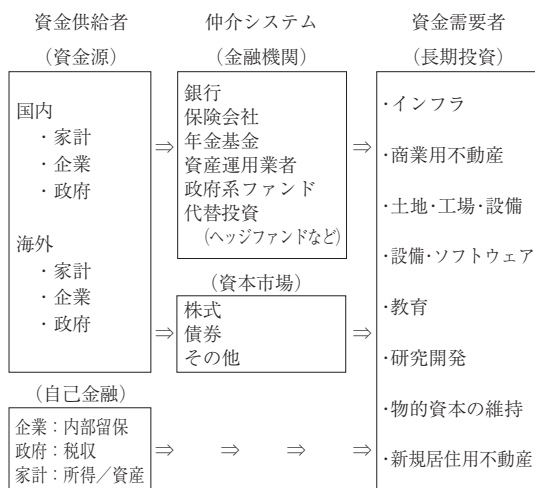 資金供給者
(資金源)
国内
・家計
・企業
・政府
海外
・家計
・企業
・政府
⇒
⇒
仲介システム
(金融機関)
銀行
保険会社
年金基金
資産運用業者
政府系ファンド
代替投資
(ヘッジファンドなど)
(資本市場)
株式
債券
その他
⇒
⇒
(自己金融)
企業:内部留保
政府:税収
家計:所得/資産
⇒ ⇒ ⇒ ⇒
資金需要者
(長期投資)
・インフラ
・商業用不動産
・土地・工場・設備
・設備・ソフトウェア
・教育
・研究開発
・物的資本の維持
・新規居住用不動産